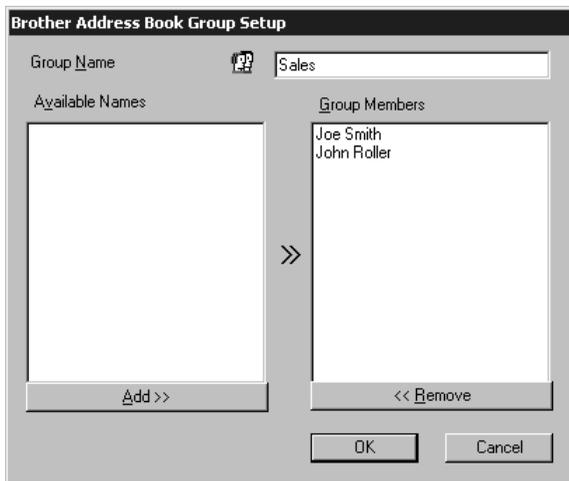 Brother Address Book Group Setup
Group Name
Sales
Available Names
Group Members
Joe Smith
John Roller
Add >>
<< Remove
OK
Cancel